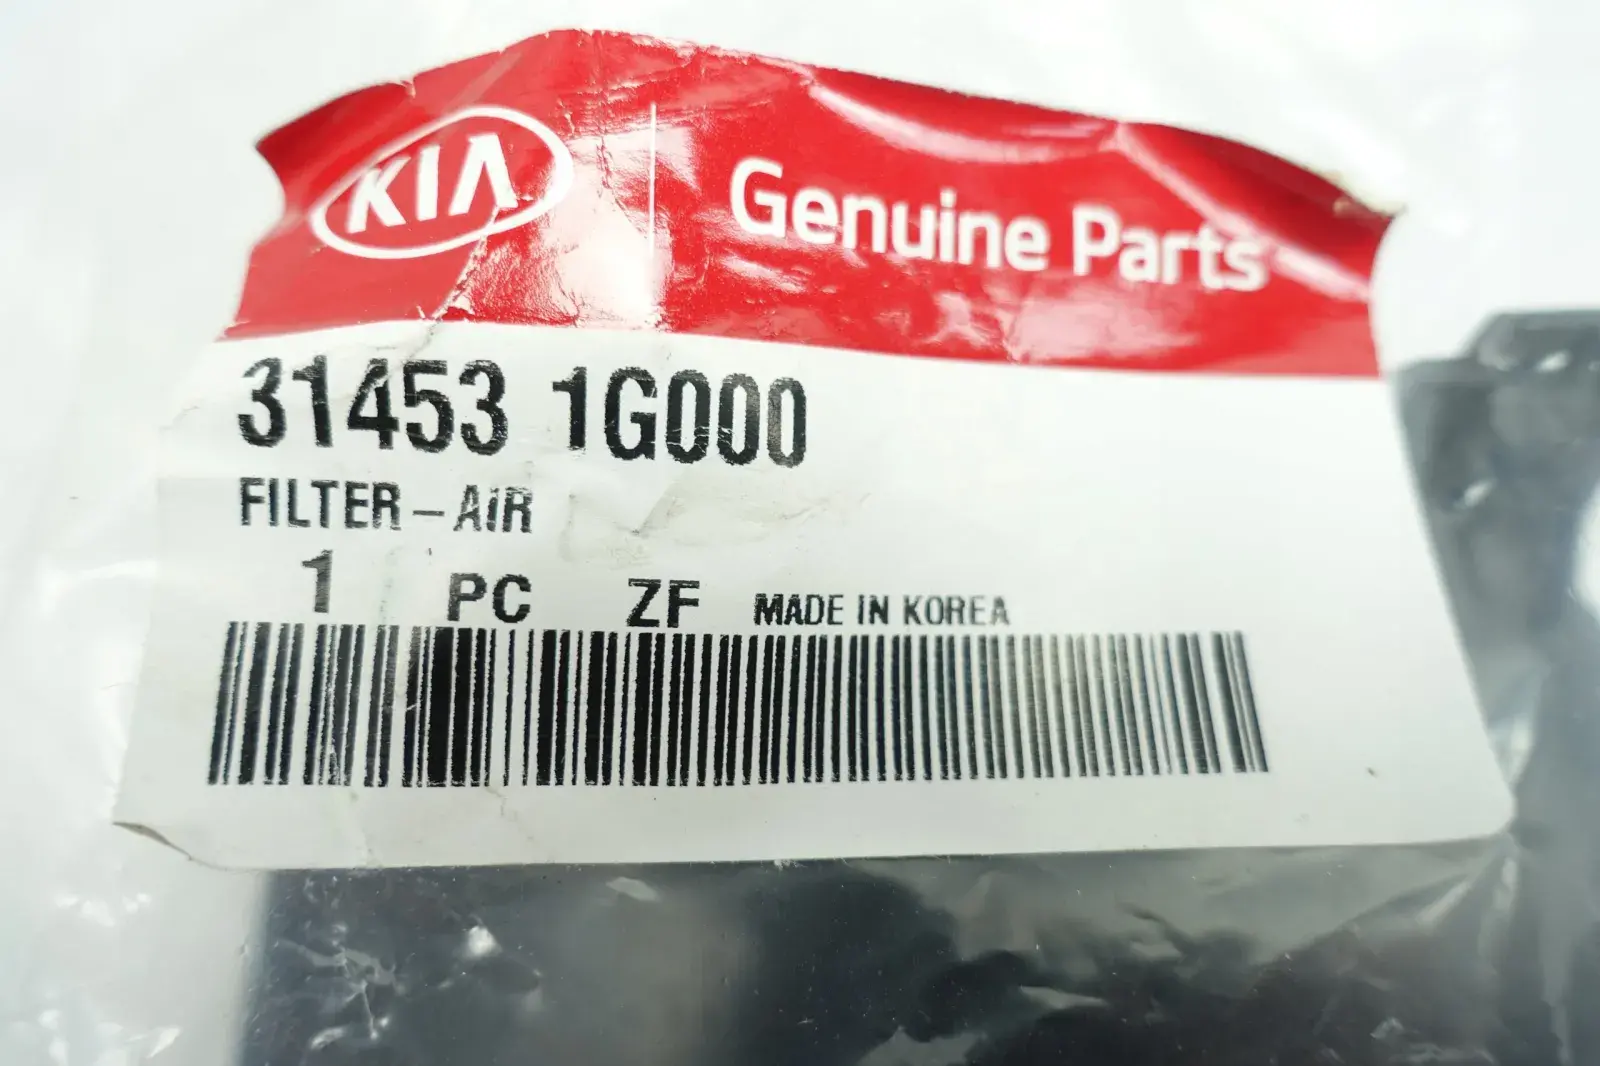 KIA Genuine Parts
31453 1G000
FILTER-AIR
1 PC ZF MADE IN KOREA